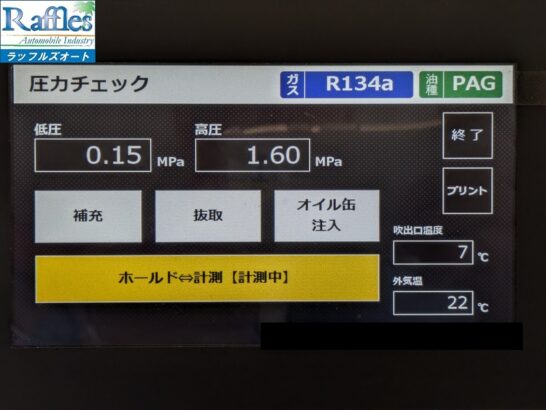 Raffles
Automobile Industry
ラッフルズオート
圧力チェック
ガス R134a
油種 PAG
低圧
0.15 MPa
高圧
1.60 MPa
終了
プリント
補充
抜取
オイル缶
注入
吹出口温度
7 ℃
ホールド⇔計測【計測中】
外気温
22 ℃